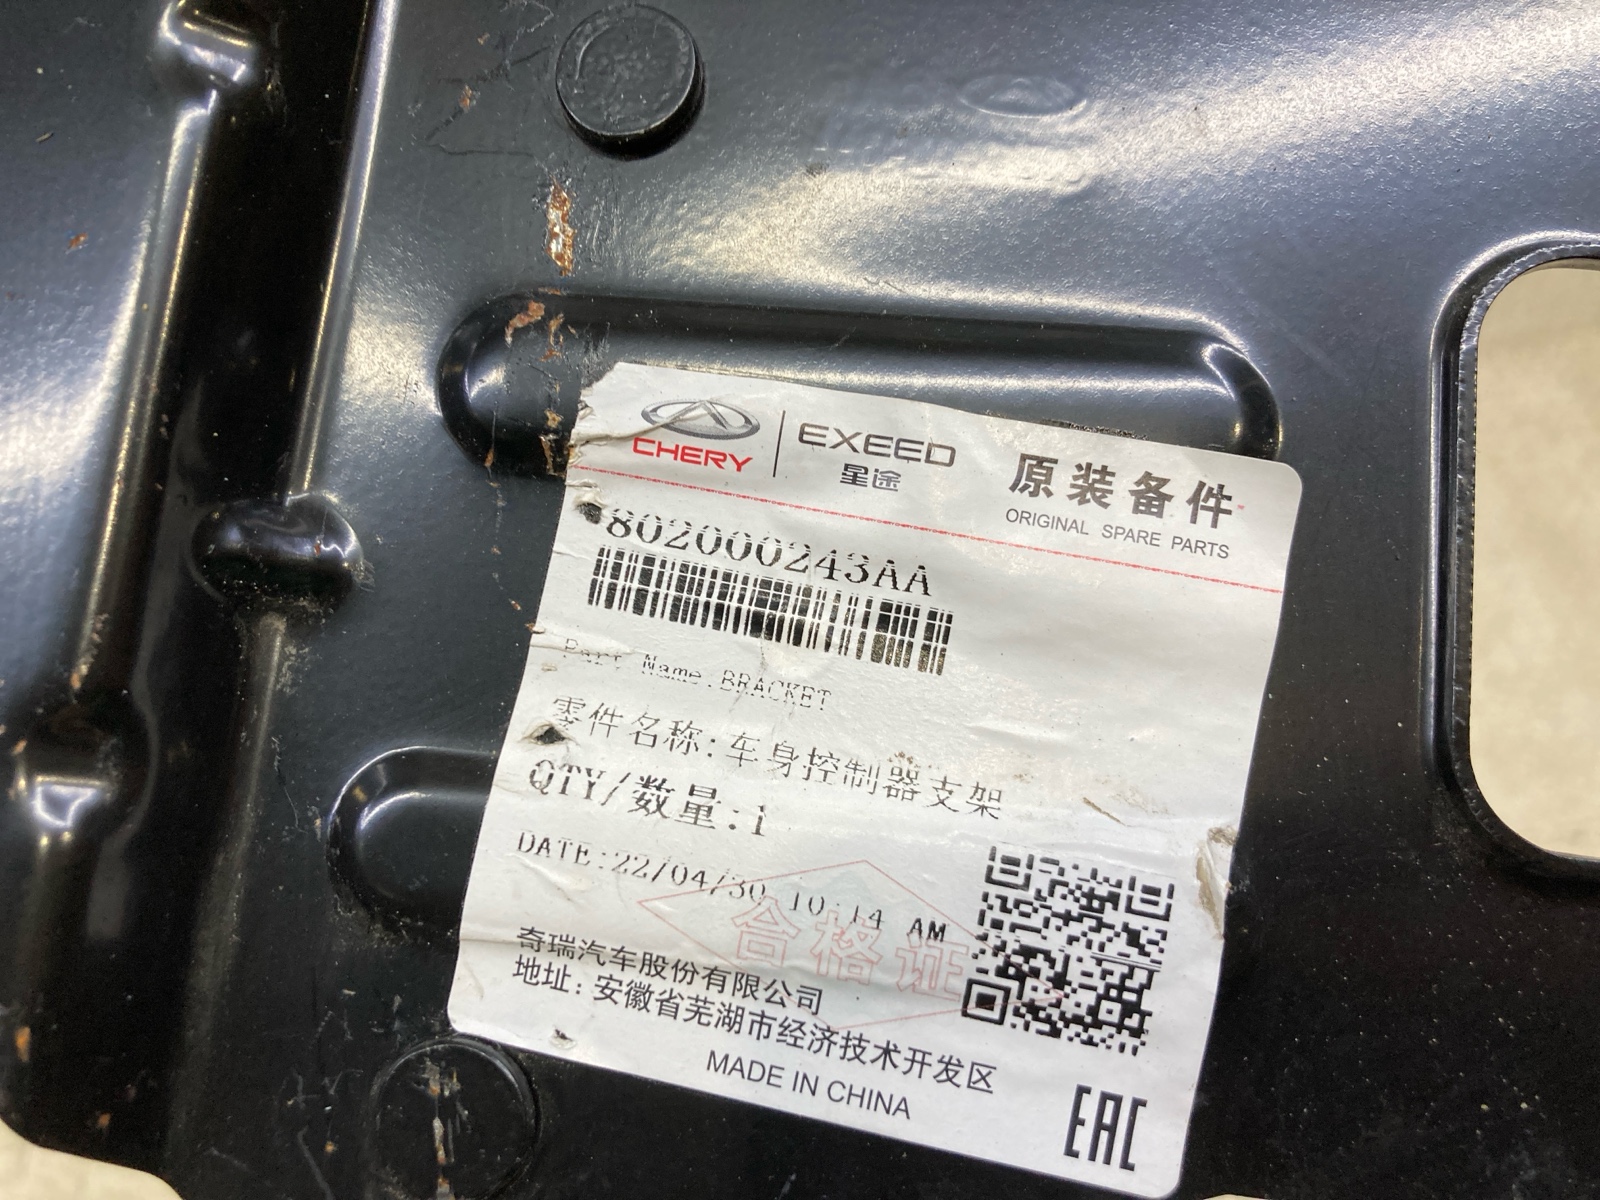 CHERY
EXEED
星途
原装备件
ORIGINAL SPARE PARTS
802000243AA
Part Name:BRACKET
零件名称:车身控制器支架
QTY/数量:1
DATE:22/04/30 10:14 AM
合格证
奇瑞汽车股份有限公司
地址:安徽省芜湖市经济技术开发区
MADE IN CHINA
EAC